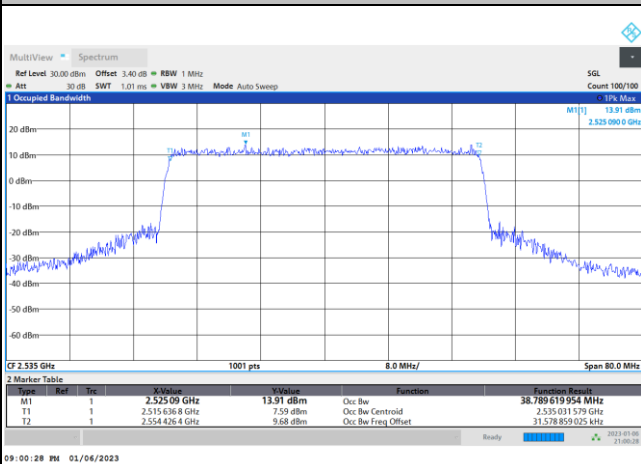 MultiView Spectrum
Ref Level 30.00 dBm Offset 3.40 dB RBW 1 MHz SGL
Att 30 dB SWT 1.01 ms VBW 3 MHz Mode Auto Sweep Count 100/100
1 Occupied Bandwidth 1Pk Max
M1[1] 13.91 dBm
2.525 090 0 GHz
20 dBm
M1
T1 T2
10 dBm
0 dBm
-10 dBm
-20 dBm
-30 dBm
-40 dBm
-50 dBm
-60 dBm
CF 2.535 GHz 1001 pts 8.0 MHz/ Span 80.0 MHz
2 Marker Table
Type Ref Trc X-Value Y-Value Function Function Result
M1 1 2.525 09 GHz 13.91 dBm Occ Bw 38.789 619 954 MHz
T1 1 2.515 636 8 GHz 7.59 dBm Occ Bw Centroid 2.535 031 579 GHz
T2 1 2.554 426 4 GHz 9.68 dBm Occ Bw Freq Offset 31.578 859 025 kHz
Ready 2023-01-06
21:00:28
09:00:28 PM 01/06/2023